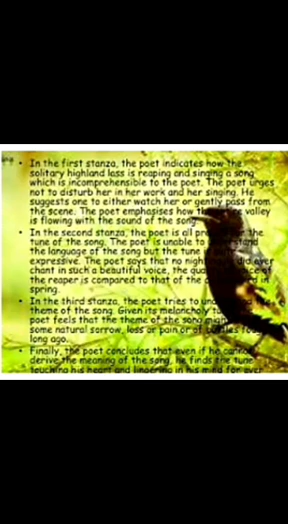 • In the first stanza, the poet indicates how the
solitary highland lass is reaping and singing a song
which is incomprehensible to the poet. The poet urges
not to disturb her in her work and her singing. He
suggests one to either watch her or gently pass from
the scene. The poet emphasises how the valley
is flowing with the sound of the song
• In the second stanza, the poet is all the
tune of the song. The poet is unable to
the language of the song but the tune is
expressive. The poet says that no did ever
chant in such a beautiful voice, the of
the reaper is compared to that of the in
spring.
• In the third stanza, the poet tries to
theme of the song. Given its melancholy
poet feels that the theme of the song
some natural sorrow, loss or pain or of
long ago.
• Finally, the poet concludes that even if he cannot
derive the meaning of the song, he finds the tune
touching his heart and lingering in his mind for ever